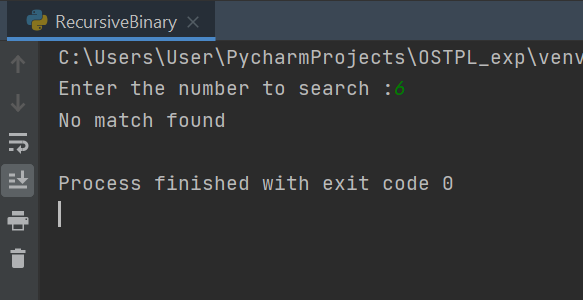 RecursiveBinary
C:\Users\User\PycharmProjects\OSTPL_exp\venv
Enter the number to search :6
No match found
Process finished with exit code 0